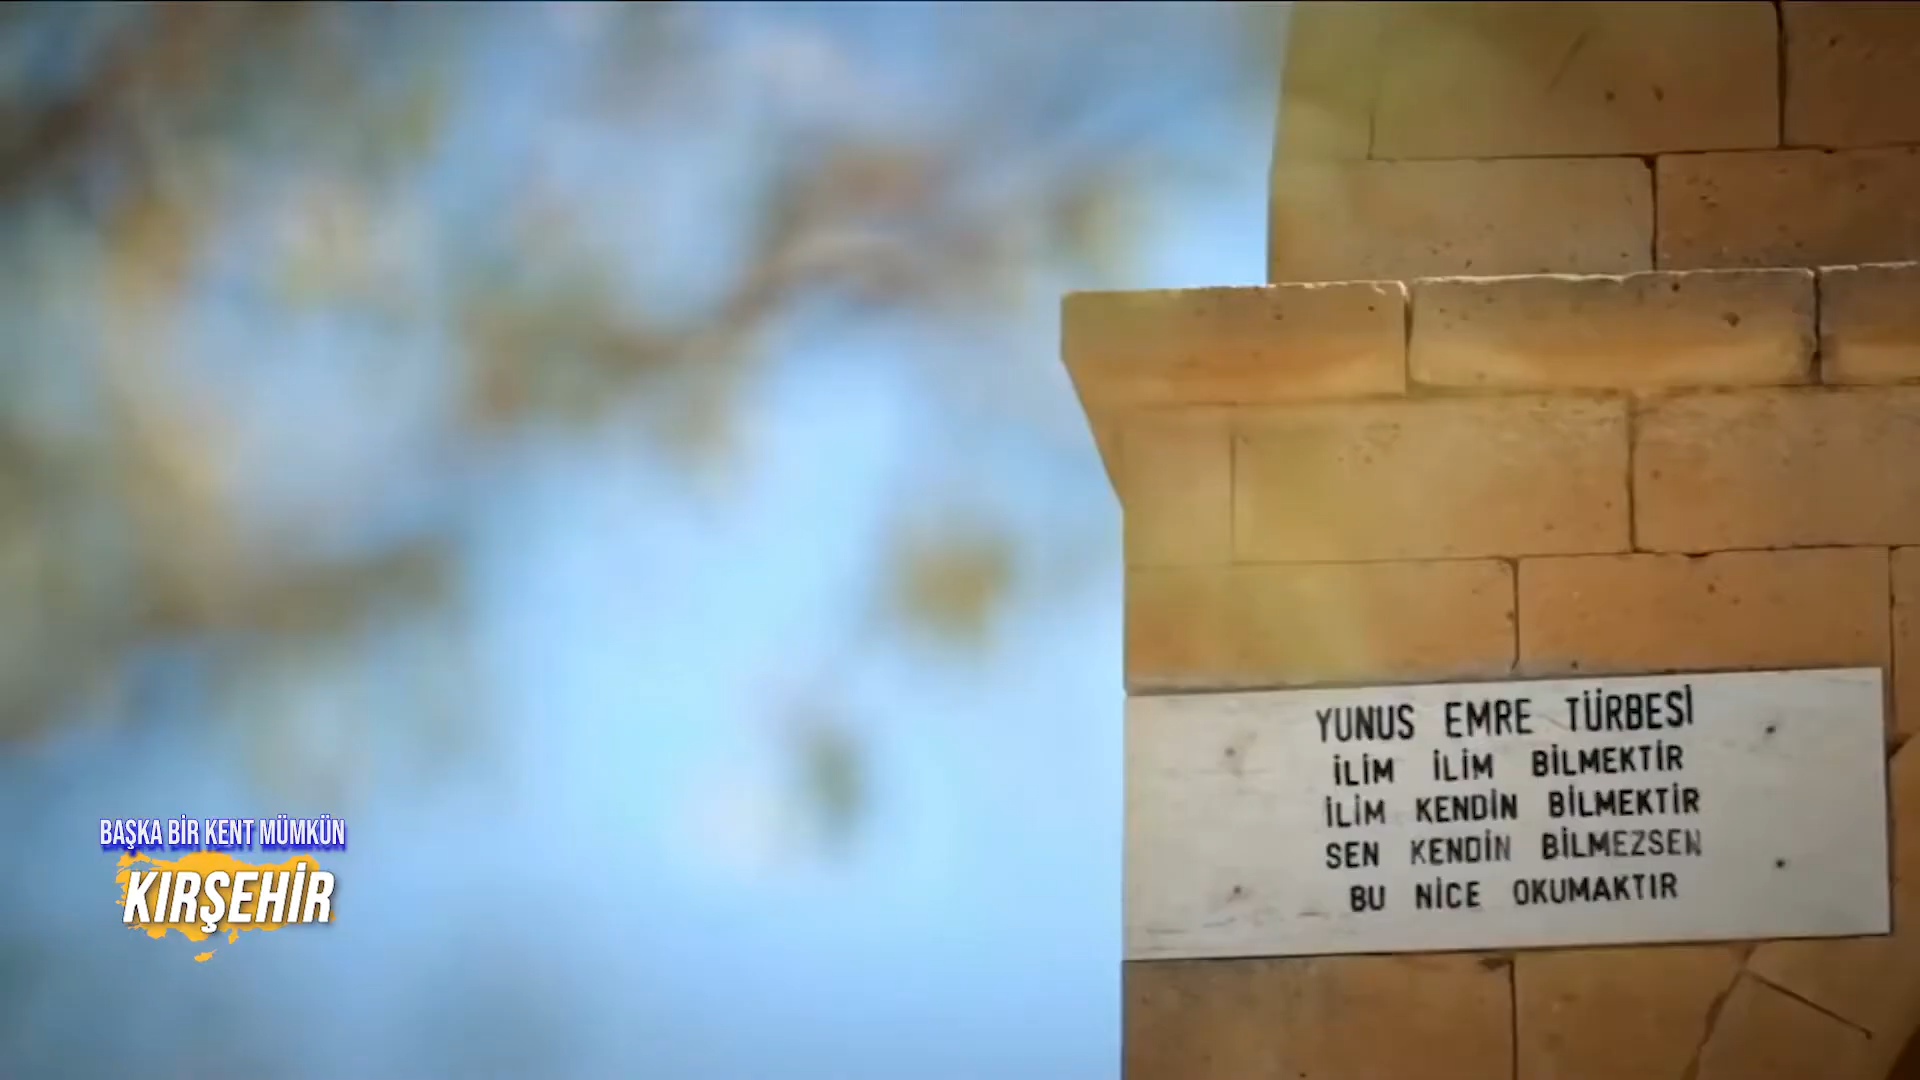 YUNUS EMRE TÜRBESİ
İLİM İLİM BİLMEKTİR
İLİM KENDİN BİLMEKTİR
SEN KENDİN BİLMEZSEN
BU NİCE OKUMAKTIR
BAŞKA BİR KENT MÜMKÜN
KIRŞEHİR